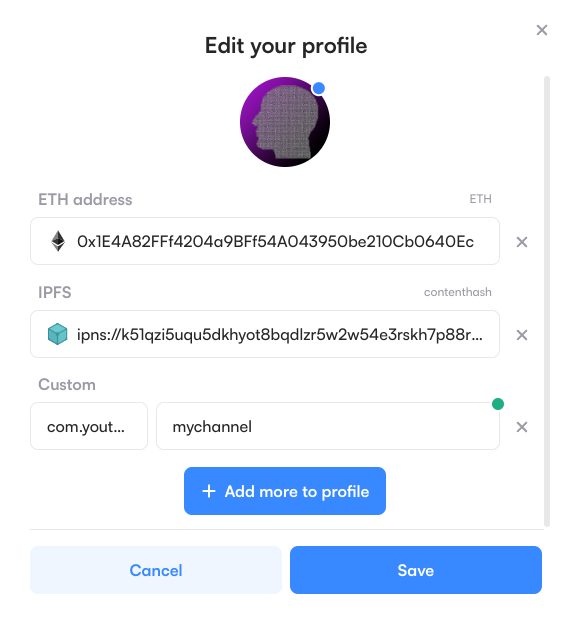 Edit your profile
ETH address
ETH
0x1E4A82FFf4204a9BFf54A043950be210Cb0640Ec
IPFS
contenthash
ipns://k51qzi5uqu5dkhyot8bqdlzr5w2w54e3rskh7p88r...
Custom
com.yout...
mychannel
Add more to profile
Cancel
Save